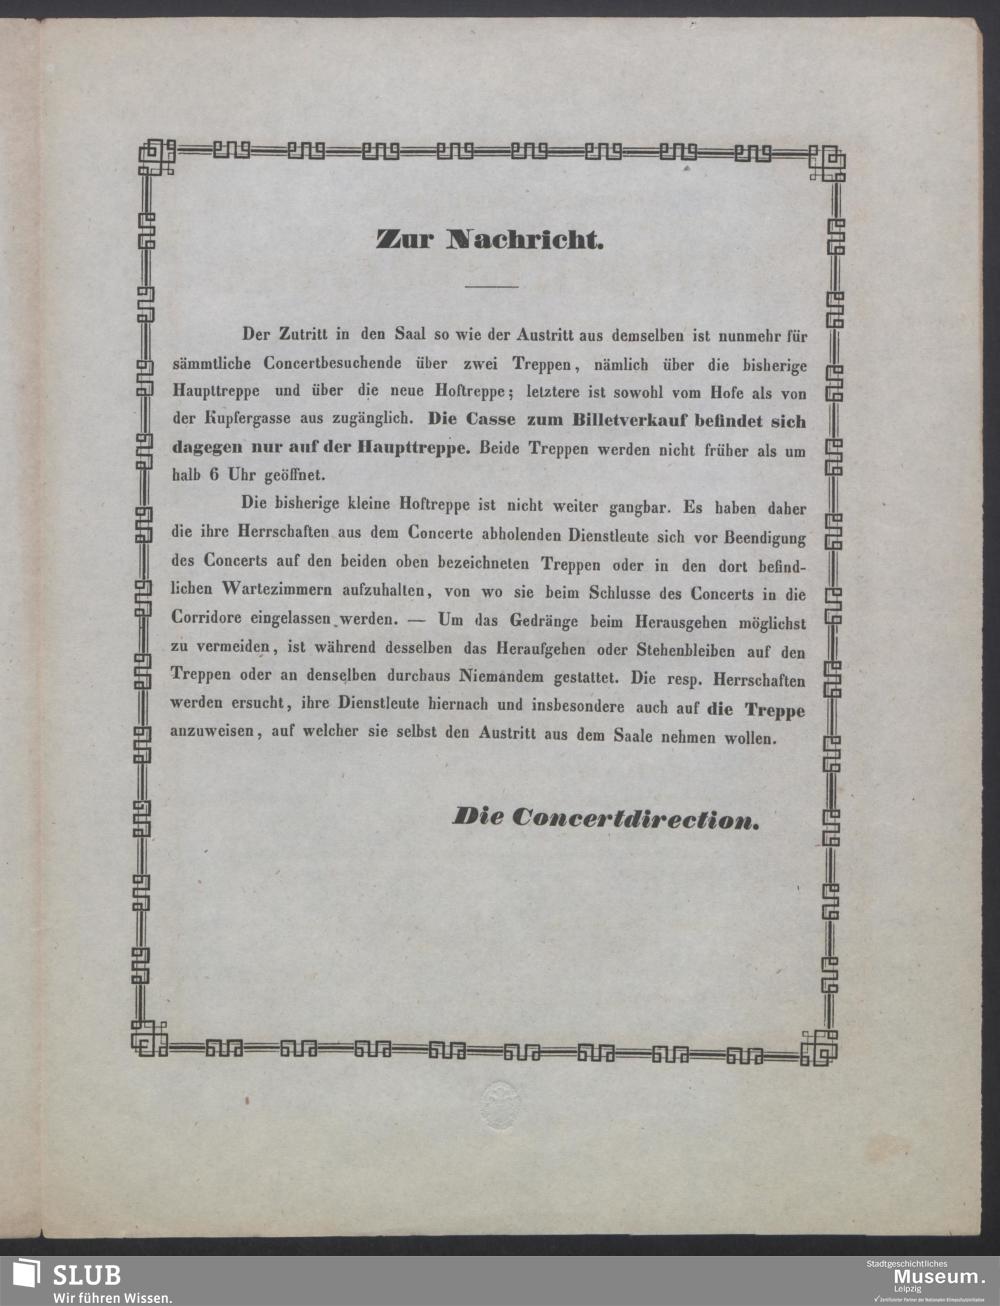 Zur Nachricht.
Der Zutritt in den Saal so wie der Austritt aus demselben ist nunmehr für
sämmtliche Concertbesuchende über zwei Treppen, nämlich über die bisherige
Haupttreppe und über die neue Hoftreppe; letztere ist sowohl vom Hofe als von
der Kupfergasse aus zugänglich. Die Casse zum Billetverkauf befindet sich
dagegen nur auf der Haupttreppe. Beide Treppen werden nicht früher als um
halb 6 Uhr geöffnet.
Die bisherige kleine Hoftreppe ist nicht weiter gangbar. Es haben daher
die ihre Herrschaften aus dem Concerte abholenden Dienstleute sich vor Beendigung
des Concerts auf den beiden oben bezeichneten Treppen oder in den dort befind-
lichen Wartezimmern aufzuhalten, von wo sie beim Schlusse des Concerts in die
Corridore eingelassen werden. — Um das Gedränge beim Herausgehen möglichst
zu vermeiden, ist während desselben das Heraufgehen oder Stehenbleiben auf den
Treppen oder an denselben durchaus Niemandem gestattet. Die resp. Herrschaften
werden ersucht, ihre Dienstleute hiernach und insbesondere auch auf die Treppe
anzuweisen, auf welcher sie selbst den Austritt aus dem Saale nehmen wollen.
Die Concertdirection.
SLUB
Wir führen Wissen.
Stadtgeschichtliches
Museum.
Leipzig
Zertifizierter Partner der Nationalen Klimaschutzinitiative